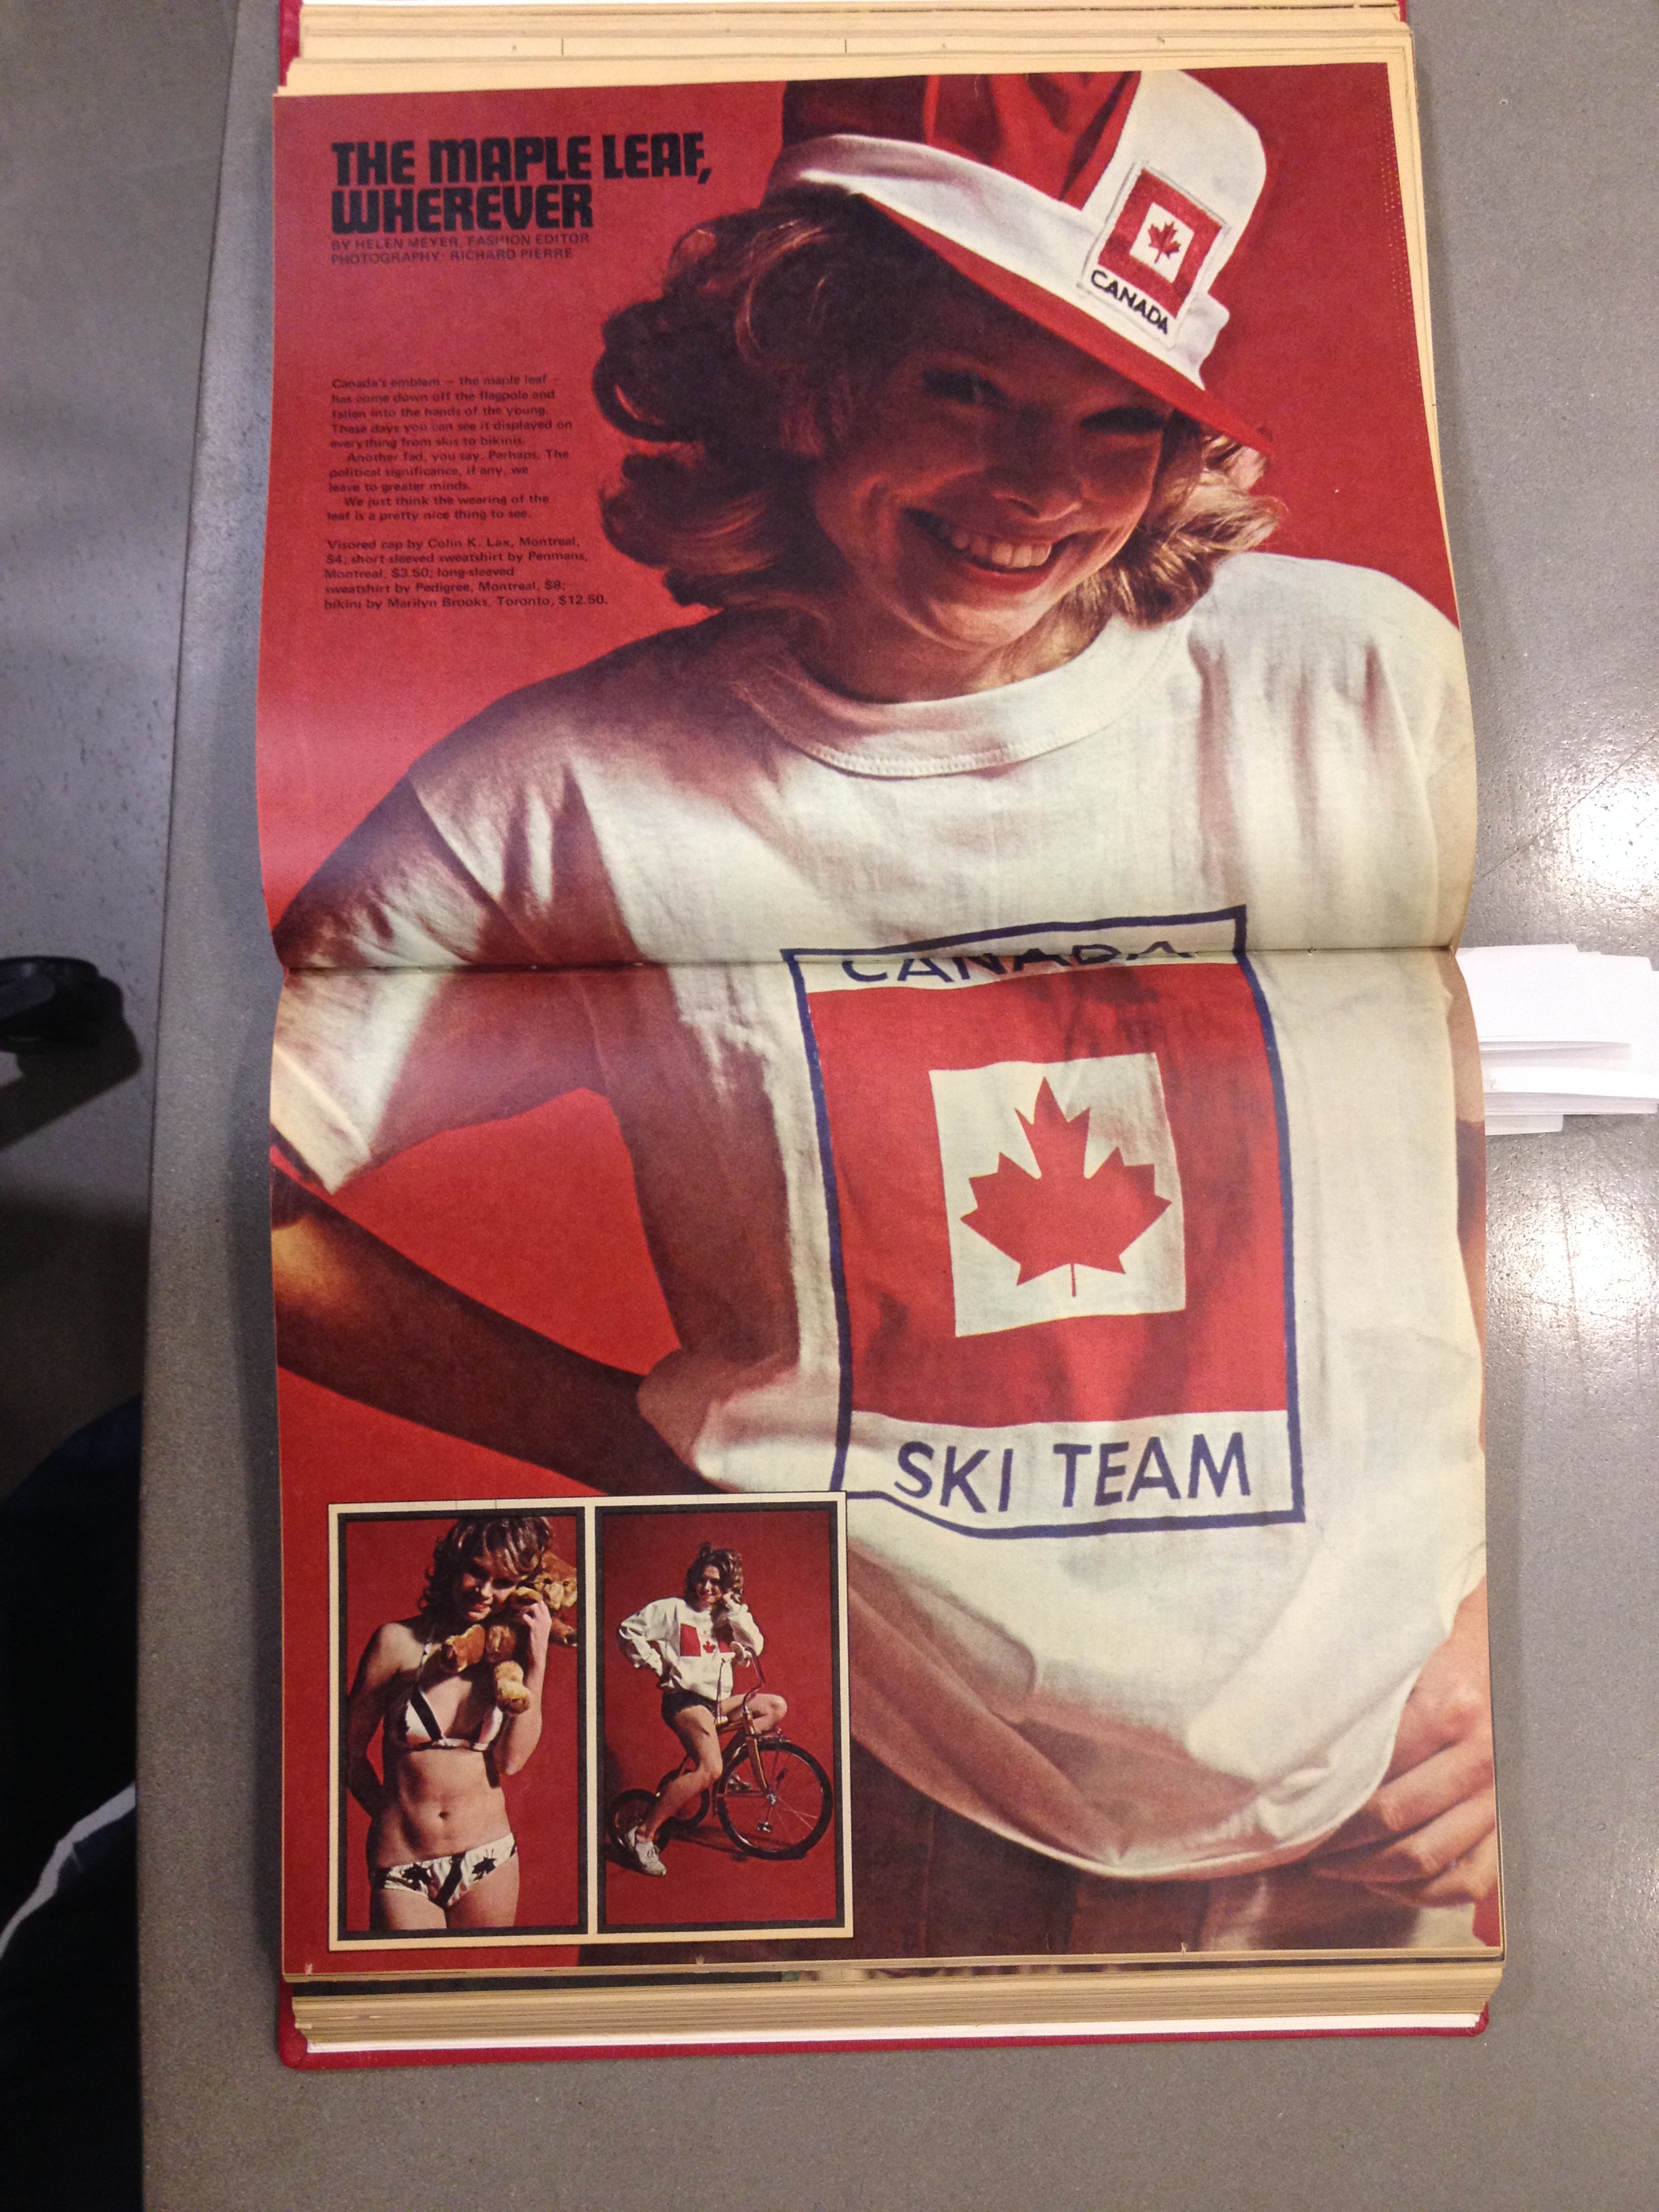 THE MAPLE LEAF,
WHEREVER
BY HELEN MEYER, FASHION EDITOR
PHOTOGRAPHY: RICHARD PIERRE
Canada's emblem – the maple leaf –
has come down off the flagpole and
fallen into the hands of the young.
These days you can see it displayed on
everything from skis to bikinis.
Another fad, you say. Perhaps. The
political significance, if any, we
leave to greater minds.
We just think the wearing of the
leaf is a pretty nice thing to see.
Visored cap by Colin K. Lax, Montreal,
$4; short-sleeved sweatshirt by Penmans,
Montreal, $3.50; long-sleeved
sweatshirt by Pedigree, Montreal, $8;
bikini by Marilyn Brooks, Toronto, $12.50.
CANADA
CANADA
SKI TEAM